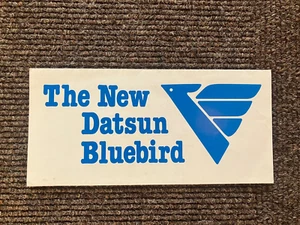 The New
Datsun
Bluebird